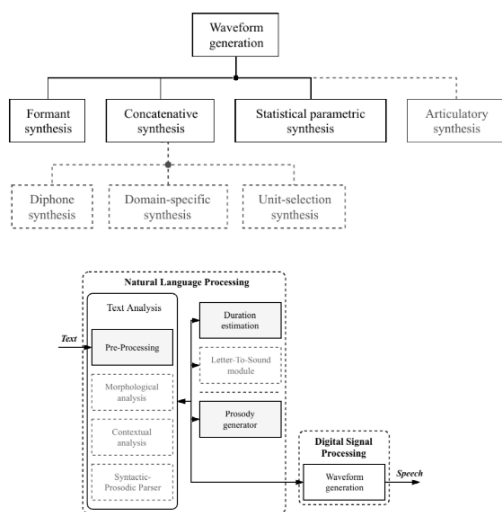 Waveform
generation
Formant
synthesis
Concatenative
synthesis
Statistical parametric
synthesis
Articulatory
synthesis
Diphone
synthesis
Domain-specific
synthesis
Unit-selection
synthesis
Natural Language Processing
Text Analysis
Text
Pre-Processing
Morphological
analysis
Contextual
analysis
Syntactic-
Prosodic Parser
Duration
estimation
Letter-To-Sound
module
Prosody
generator
Digital Signal
Processing
Waveform
generation
Speech